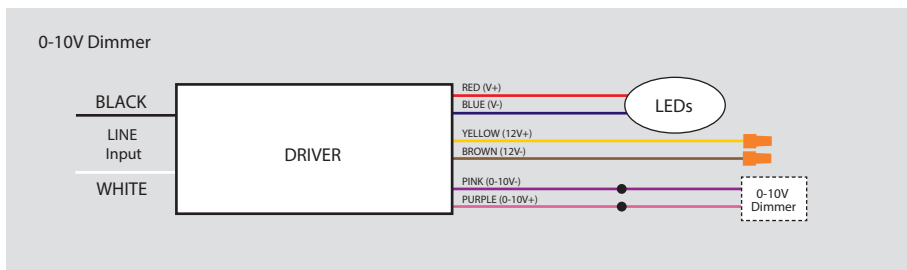 0-10V Dimmer
BLACK
LINE
Input
WHITE
DRIVER
RED (V+)
BLUE (V-)
LEDs
YELLOW (12V+)
BROWN (12V-)
PINK (0-10V-)
PURPLE (0-10V+)
0-10V
Dimmer